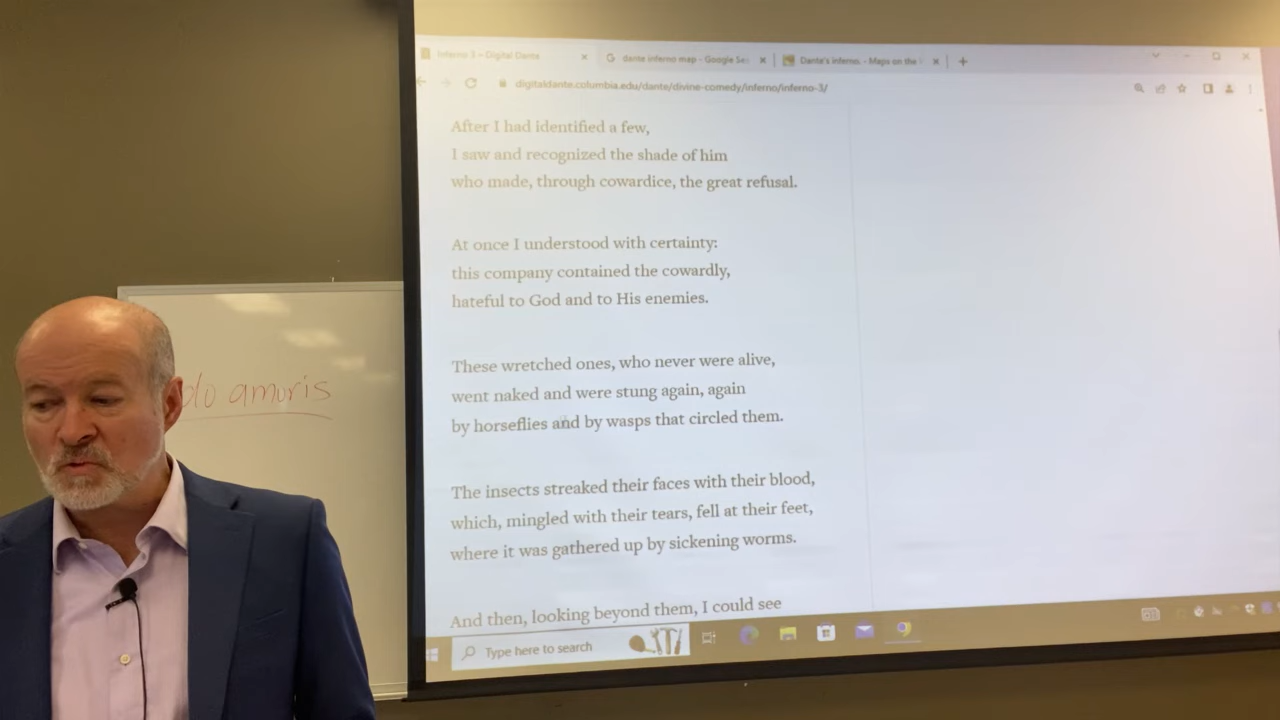 Inferno 3 – Digital Dante
dante inferno map - Google Sea
Dante's inferno. - Maps on the
digitaldante.columbia.edu/dante/divine-comedy/inferno/inferno-3/
After I had identified a few,
I saw and recognized the shade of him
who made, through cowardice, the great refusal.
At once I understood with certainty:
this company contained the cowardly,
hateful to God and to His enemies.
These wretched ones, who never were alive,
went naked and were stung again, again
by horseflies and by wasps that circled them.
The insects streaked their faces with their blood,
which, mingled with their tears, fell at their feet,
where it was gathered up by sickening worms.
And then, looking beyond them, I could see
Type here to search
amoris